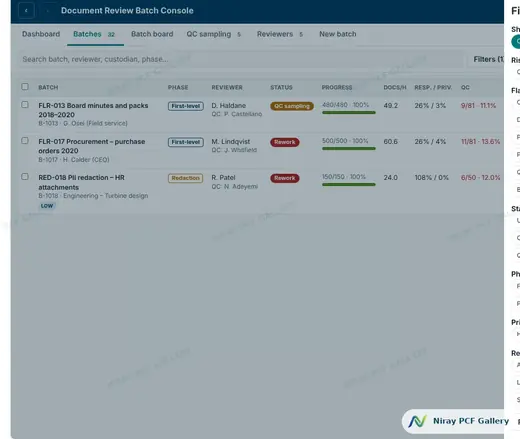 Document Review Batch Console
Dashboard Batches 32 Batch board QC sampling 5 Reviewers 5 New batch
Search batch, reviewer, custodian, phase...
Filters (1
BATCH PHASE REVIEWER STATUS PROGRESS DOCS/H RESP. / PRIV. QC
FLR-013 Board minutes and packs 2018–2020
B-1013 · G. Osei (Field service)
First-level
D. Haldane
QC P. Castellano
QC sampling
480/480 · 100%
49.2
26% / 3%
9/81 · 11.1%
FLR-017 Procurement – purchase orders 2020
B-1017 · H. Calder (CEO)
First-level
M. Lindqvist
QC J. Whitfield
Rework
500/500 · 100%
60.6
26% / 4%
11/81 · 13.6%
RED-018 PII redaction – HR attachments
B-1018 · Engineering – Turbine design
LOW
Redaction
R. Patel
QC N. Adeyemi
Rework
150/150 · 100%
24.0
108% / 0%
6/50 · 12.0%
Niray PCF Gallery